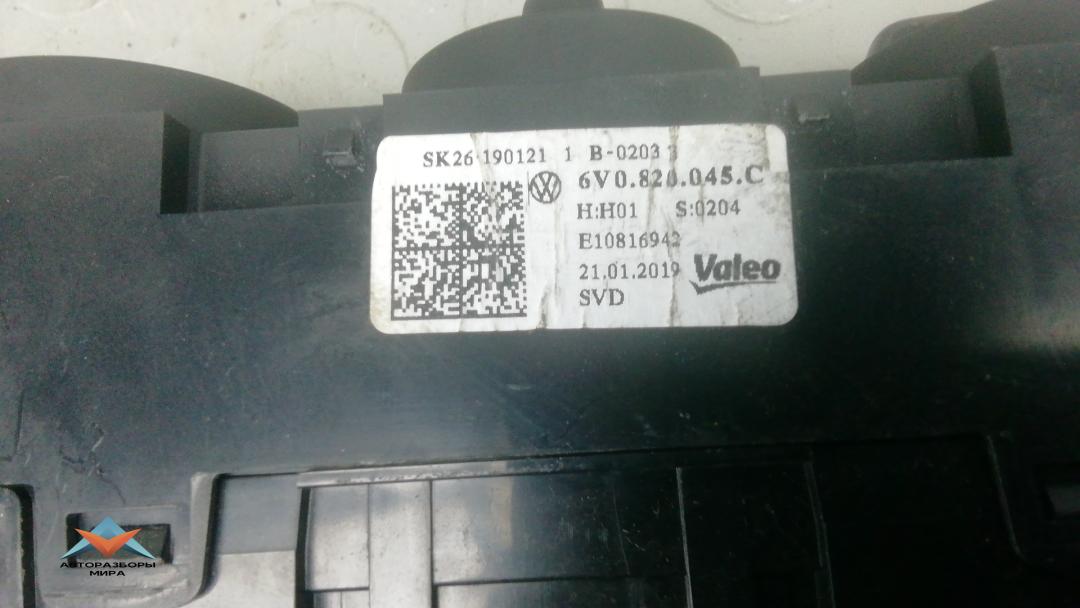 SK26 190121 1 B-0203 3
6V0.820.045.C
H:H01 S:0204
E10816942
21.01.2019 Valeo
SVD
АВТОРАЗБОРЫ
МИРА